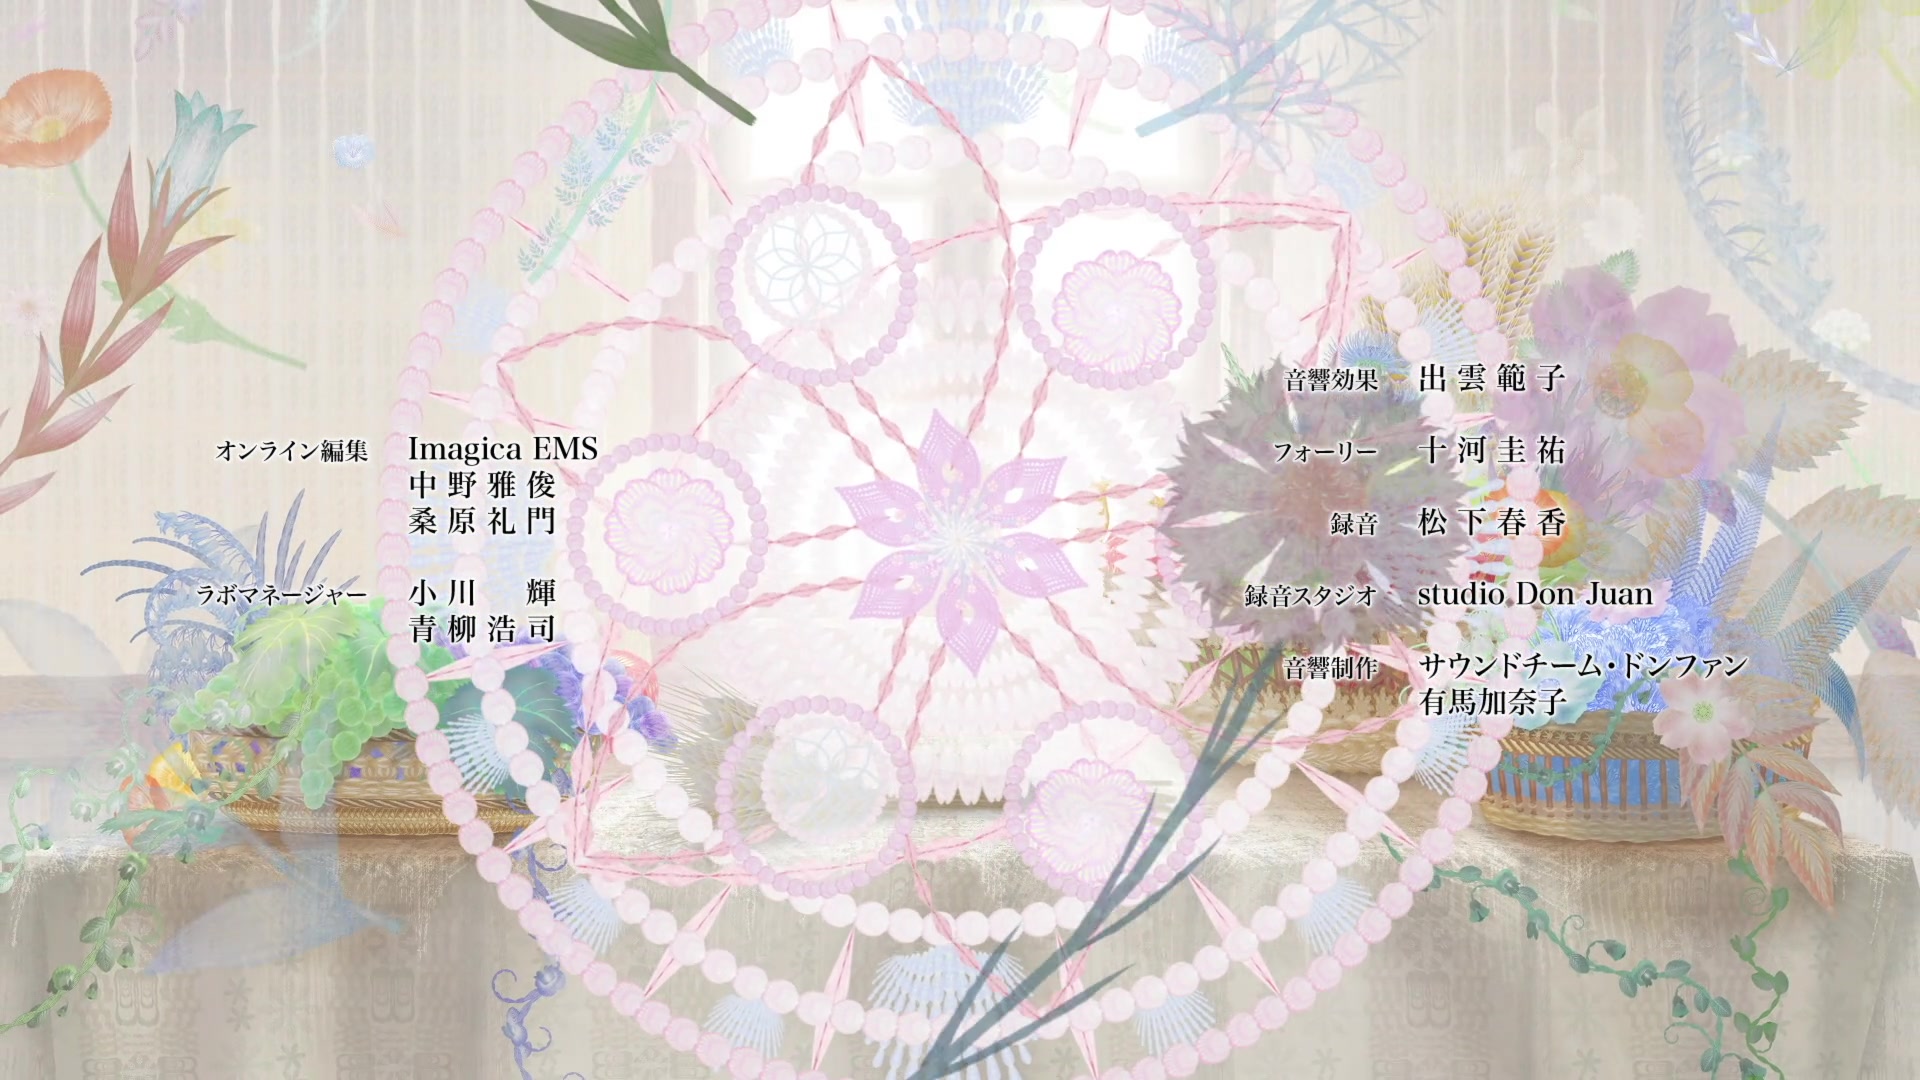 オンライン編集 Imagica EMS
中野雅俊
桑原礼門
ラボマネージャー 小川 輝
青柳浩司
音響効果 出雲範子
フォーリー 十河圭祐
録音 松下春香
録音スタジオ studio Don Juan
音響制作 サウンドチーム・ドンファン
有馬加奈子